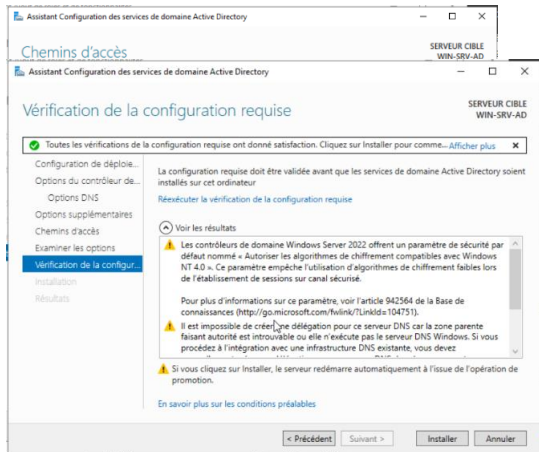 Assistant Configuration des services de domaine Active Directory
Chemins d'accès
SERVEUR CIBLE
WIN-SRV-AD
Assistant Configuration des services de domaine Active Directory
Vérification de la configuration requise
SERVEUR CIBLE
WIN-SRV-AD
Toutes les vérifications de la configuration requise ont donné satisfaction. Cliquez sur Installer pour comme... Afficher plus
Configuration de déploie...
Options du contrôleur de...
Options DNS
Options supplémentaires
Chemins d'accès
Examiner les options
Vérification de la configur...
Installation
Résultats
La configuration requise doit être validée avant que les services de domaine Active Directory soient
installés sur cet ordinateur
Réexécuter la vérification de la configuration requise
Voir les résultats
Les contrôleurs de domaine Windows Server 2022 offrent un paramètre de sécurité par
défaut nommé « Autoriser les algorithmes de chiffrement compatibles avec Windows
NT 4.0 ». Ce paramètre empêche l'utilisation d'algorithmes de chiffrement faibles lors
de l'établissement de sessions sur canal sécurisé.
Pour plus d'informations sur ce paramètre, voir l'article 942564 de la Base de
connaissances (http://go.microsoft.com/fwlink/?LinkId=104751).
Il est impossible de créer une délégation pour ce serveur DNS car la zone parente
faisant autorité est introuvable ou elle n'exécute pas le serveur DNS Windows. Si vous
procédez à l'intégration avec une infrastructure DNS existante, vous devez
Si vous cliquez sur Installer, le serveur redémarre automatiquement à l'issue de l'opération de
promotion.
En savoir plus sur les conditions préalables
< Précédent
Suivant >
Installer
Annuler